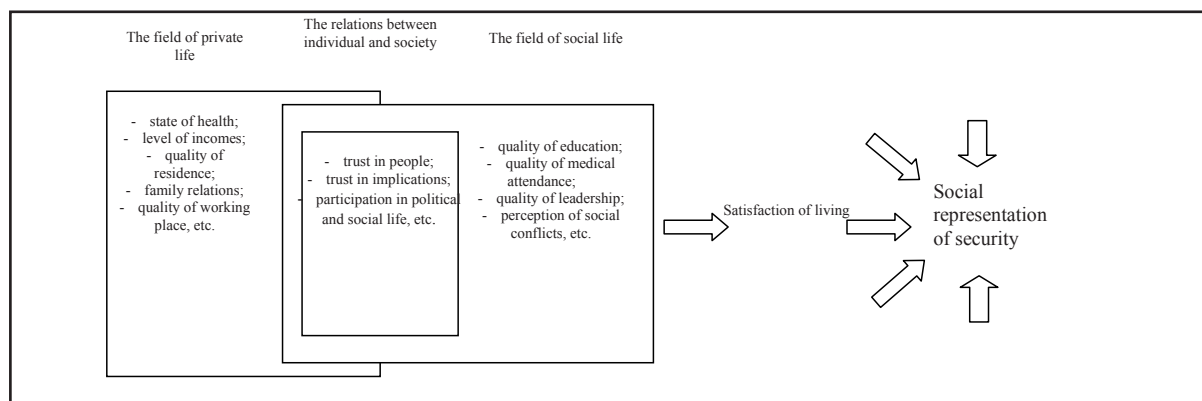 The field of private
life
The relations between
individual and society
The field of social life
- state of health;
- level of incomes;
- quality of
residence;
- family relations;
- quality of working
place, etc.
- trust in people;
- trust in implications;
- participation in political
and social life, etc.
- quality of education;
- quality of medical
attendance;
- quality of leadership;
- perception of social
conflicts, etc.
Satisfaction of living
Social
representation
of security